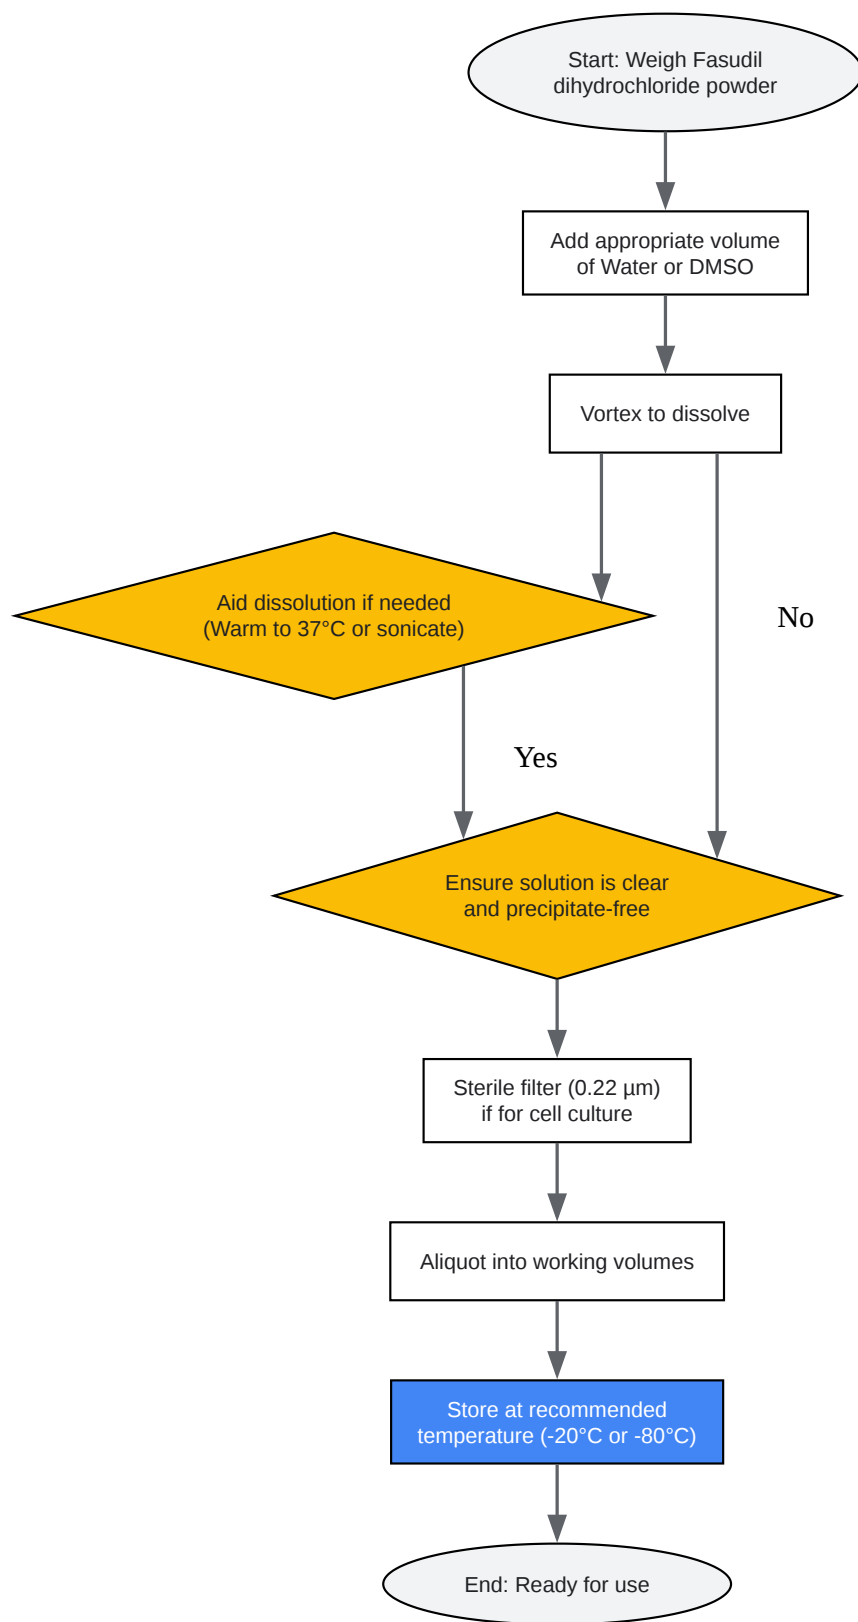 Start: Weigh Fasudil
dihydrochloride powder
Add appropriate volume
of Water or DMSO
Vortex to dissolve
Aid dissolution if needed
(Warm to 37°C or sonicate)
No
Yes
Ensure solution is clear
and precipitate-free
Sterile filter (0.22 µm)
if for cell culture
Aliquot into working volumes
Store at recommended
temperature (-20°C or -80°C)
End: Ready for use